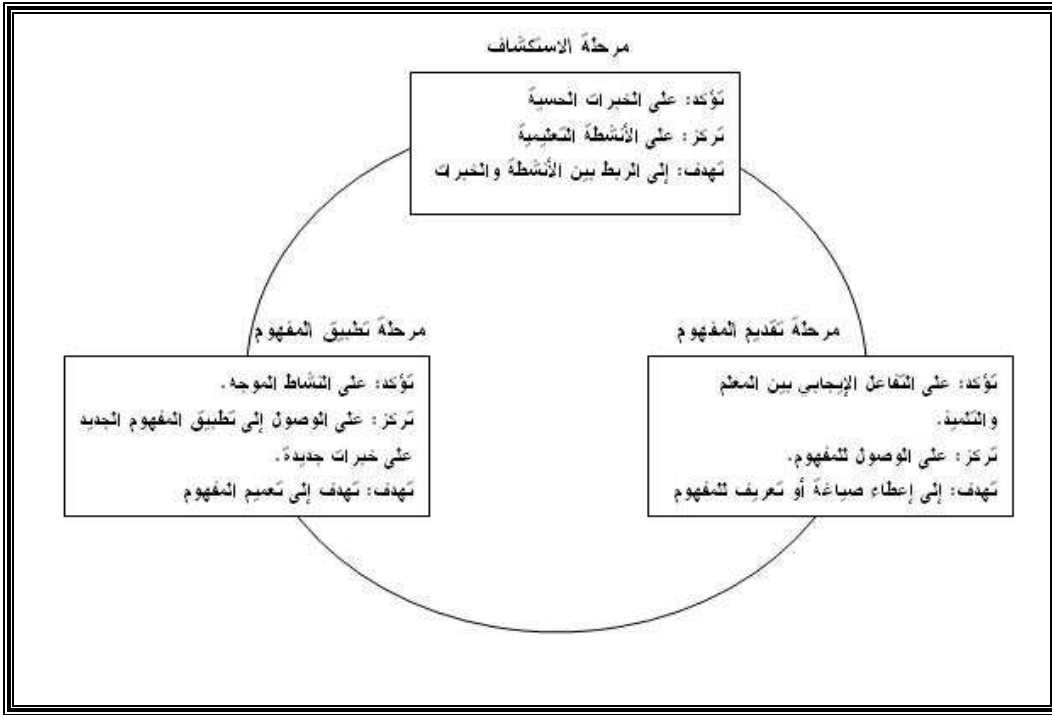 مرحلة الاستكشاف
تؤكد: على الخبرات الحسية
تركز: على الأنشطة التعليمية
تهدف: إلى الربط بين الأنشطة والخبرات
مرحلة تقديم المفهوم
تؤكد: على التفاعل الإيجابي بين المعلم
والتلميذ.
تركز: على الوصول للمفهوم.
تهدف: إلى إعطاء صياغة أو تعريف للمفهوم
مرحلة تطبيق المفهوم
تؤكد: على النشاط الموجه.
تركز: على الوصول إلى تطبيق المفهوم الجديد
على خبرات جديدة.
تهدف: تهدف إلى تعميم المفهوم